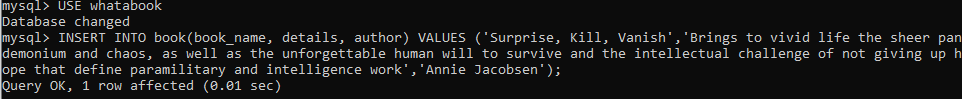 mysql> USE whatabook
Database changed
mysql> INSERT INTO book(book_name, details, author) VALUES ('Surprise, Kill, Vanish','Brings to vivid life the sheer pan
demonium and chaos, as well as the unforgettable human will to survive and the intellectual challenge of not giving up h
ope that define paramilitary and intelligence work','Annie Jacobsen');
Query OK, 1 row affected (0.01 sec)